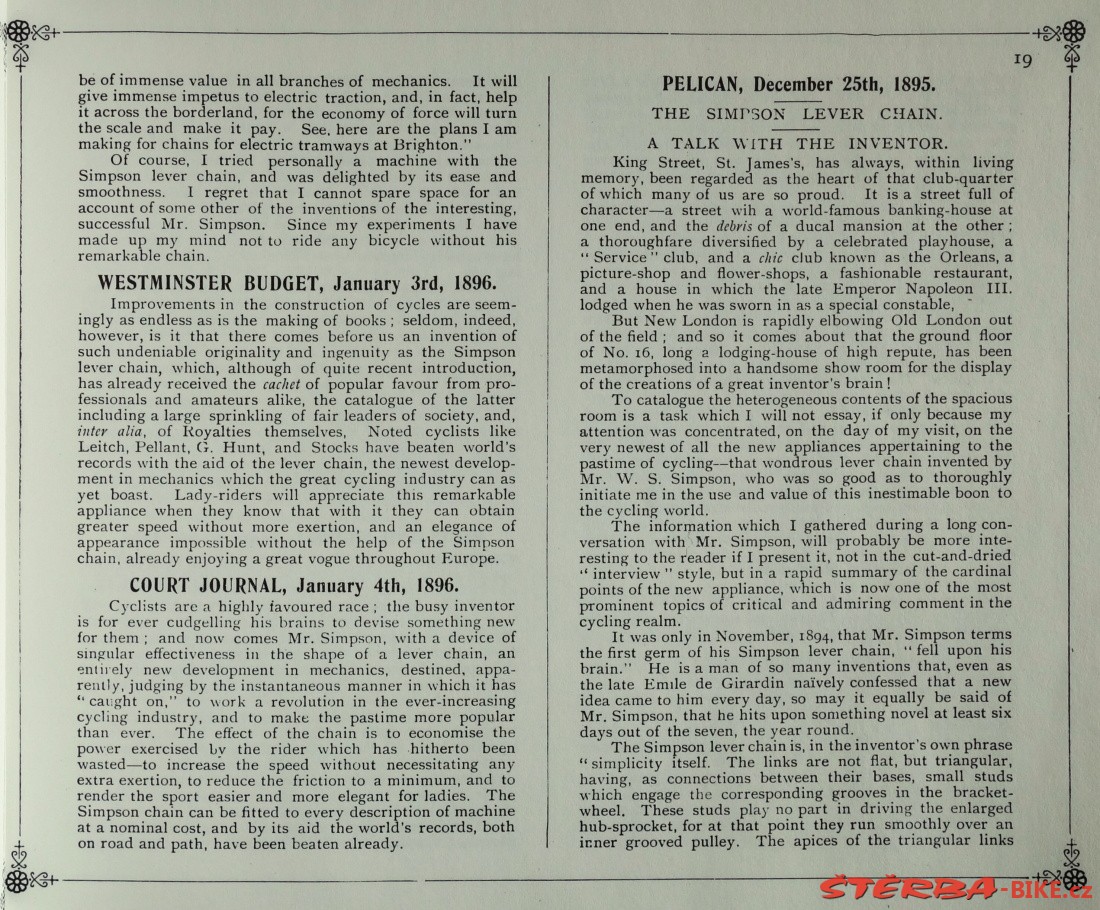 19
be of immense value in all branches of mechanics. It will
give immense impetus to electric traction, and, in fact, help
it across the borderland, for the economy of force will turn
the scale and make it pay. See, here are the plans I am
making for chains for electric tramways at Brighton."
Of course, I tried personally a machine with the
Simpson lever chain, and was delighted by its ease and
smoothness. I regret that I cannot spare space for an
account of some other of the inventions of the interesting,
successful Mr. Simpson. Since my experiments I have
made up my mind not to ride any bicycle without his
remarkable chain.
WESTMINSTER BUDGET, January 3rd, 1896.
Improvements in the construction of cycles are seem-
ingly as endless as is the making of books; seldom, indeed,
however, is it that there comes before us an invention of
such undeniable originality and ingenuity as the Simpson
lever chain, which, although of quite recent introduction,
has already received the cachet of popular favour from pro-
fessionals and amateurs alike, the catalogue of the latter
including a large sprinkling of fair leaders of society, and,
inter alia, of Royalties themselves, Noted cyclists like
Leitch, Pellant, G. Hunt, and Stocks have beaten world's
records with the aid of the lever chain, the newest develop-
ment in mechanics which the great cycling industry can as
yet boast. Lady-riders will appreciate this remarkable
appliance when they know that with it they can obtain
greater speed without more exertion, and an elegance of
appearance impossible without the help of the Simpson
chain, already enjoying a great vogue throughout Europe.
COURT JOURNAL, January 4th, 1896.
Cyclists are a highly favoured race; the busy inventor
is for ever cudgelling his brains to devise something new
for them; and now comes Mr. Simpson, with a device of
singular effectiveness in the shape of a lever chain, an
entirely new development in mechanics, destined, appa-
rently, judging by the instantaneous manner in which it has
"caught on," to work a revolution in the ever-increasing
cycling industry, and to make the pastime more popular
than ever. The effect of the chain is to economise the
power exercised by the rider which has hitherto been
wasted—to increase the speed without necessitating any
extra exertion, to reduce the friction to a minimum, and to
render the sport easier and more elegant for ladies. The
Simpson chain can be fitted to every description of machine
at a nominal cost, and by its aid the world's records, both
on road and path, have been beaten already.
PELICAN, December 25th, 1895.
THE SIMPSON LEVER CHAIN.
A TALK WITH THE INVENTOR.
King Street, St. James's, has always, within living
memory, been regarded as the heart of that club-quarter
of which many of us are so proud. It is a street full of
character—a street wih a world-famous banking-house at
one end, and the debris of a ducal mansion at the other;
a thoroughfare diversified by a celebrated playhouse, a
"Service" club, and a chic club known as the Orleans, a
picture-shop and flower-shops, a fashionable restaurant,
and a house in which the late Emperor Napoleon III.
lodged when he was sworn in as a special constable,
But New London is rapidly elbowing Old London out
of the field; and so it comes about that the ground floor
of No. 16, long a lodging-house of high repute, has been
metamorphosed into a handsome show room for the display
of the creations of a great inventor's brain!
To catalogue the heterogeneous contents of the spacious
room is a task which I will not essay, if only because my
attention was concentrated, on the day of my visit, on the
very newest of all the new appliances appertaining to the
pastime of cycling—that wondrous lever chain invented by
Mr. W. S. Simpson, who was so good as to thoroughly
initiate me in the use and value of this inestimable boon to
the cycling world.
The information which I gathered during a long con-
versation with Mr. Simpson, will probably be more inte-
resting to the reader if I present it, not in the cut-and-dried
"interview" style, but in a rapid summary of the cardinal
points of the new appliance, which is now one of the most
prominent topics of critical and admiring comment in the
cycling realm.
It was only in November, 1894, that Mr. Simpson terms
the first germ of his Simpson lever chain, "fell upon his
brain." He is a man of so many inventions that, even as
the late Emile de Girardin naïvely confessed that a new
idea came to him every day, so may it equally be said of
Mr. Simpson, that he hits upon something novel at least six
days out of the seven, the year round.
The Simpson lever chain is, in the inventor's own phrase
"simplicity itself. The links are not flat, but triangular,
having, as connections between their bases, small studs
which engage the corresponding grooves in the bracket-
wheel. These studs play no part in driving the enlarged
hub-sprocket, for at that point they run smoothly over an
inner grooved pulley. The apices of the triangular links
ŠTĚRBA-BIKE.cz